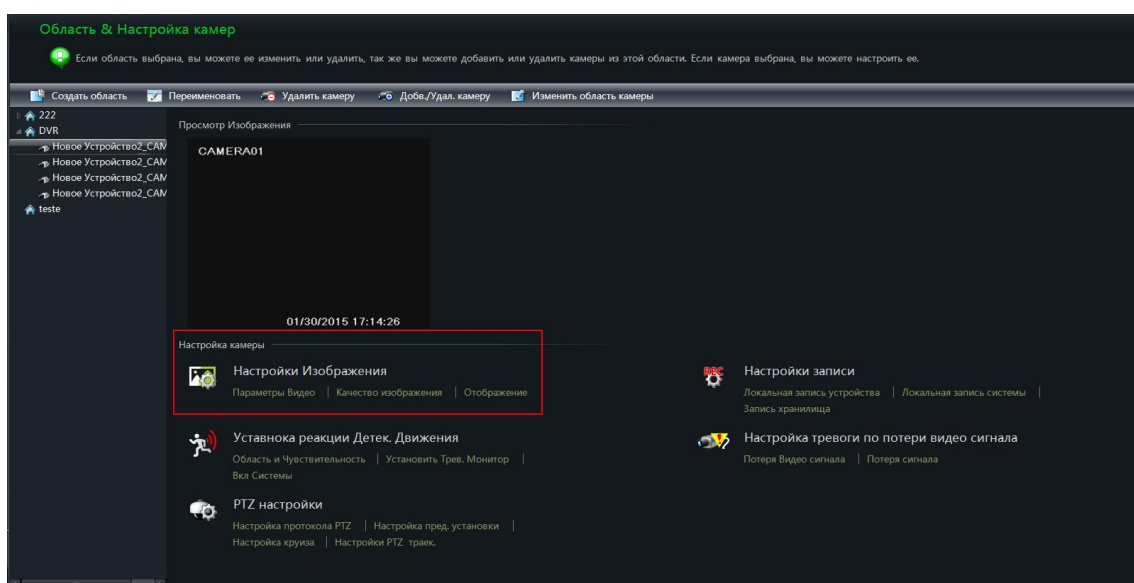 Область & Настройка камер
Если область выбрана, вы можете ее изменить или удалить, так же вы можете добавить или удалить камеры из этой области. Если камера выбрана, вы можете настроить ее.
Создать область Переименовать Удалить камеру Добв./Удал. камеру Изменить область камеры
222
DVR
Новое Устройство2_CAM
Новое Устройство2_CAM
Новое Устройство2_CAM
Новое Устройство2_CAM
teste
Просмотр Изображения
CAMERA01
01/30/2015 17:14:26
Настройка камеры
Настройки Изображения
Параметры Видео | Качество изображения | Отображение
Настройки записи
Локальная запись устройства | Локальная запись системы |
Запись хранилища
Уставнока реакции Детек. Движения
Область и Чувствительность | Установить Трев. Монитор |
Вкл Системы
Настройка тревоги по потери видео сигнала
Потеря Видео сигнала | Потеря сигнала
PTZ настройки
Настройка протокола PTZ | Настройка пред. установки |
Настройка круиза | Настройки PTZ траек.
REC